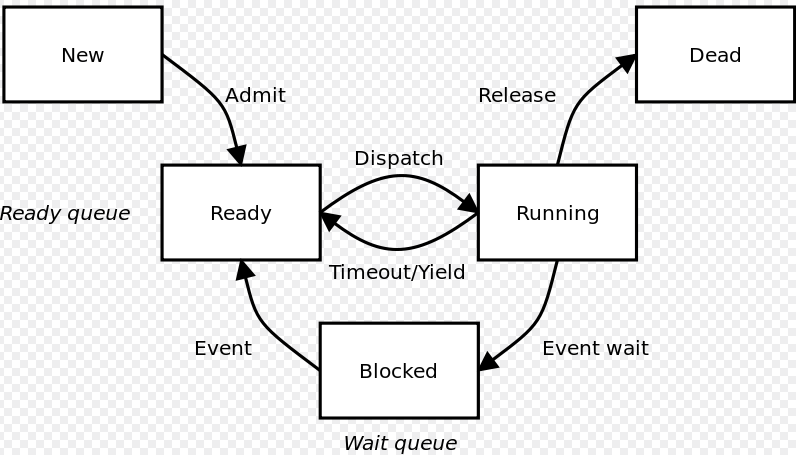 New
Dead
Admit
Release
Dispatch
Ready queue
Ready
Running
Timeout/Yield
Event
Event wait
Blocked
Wait queue